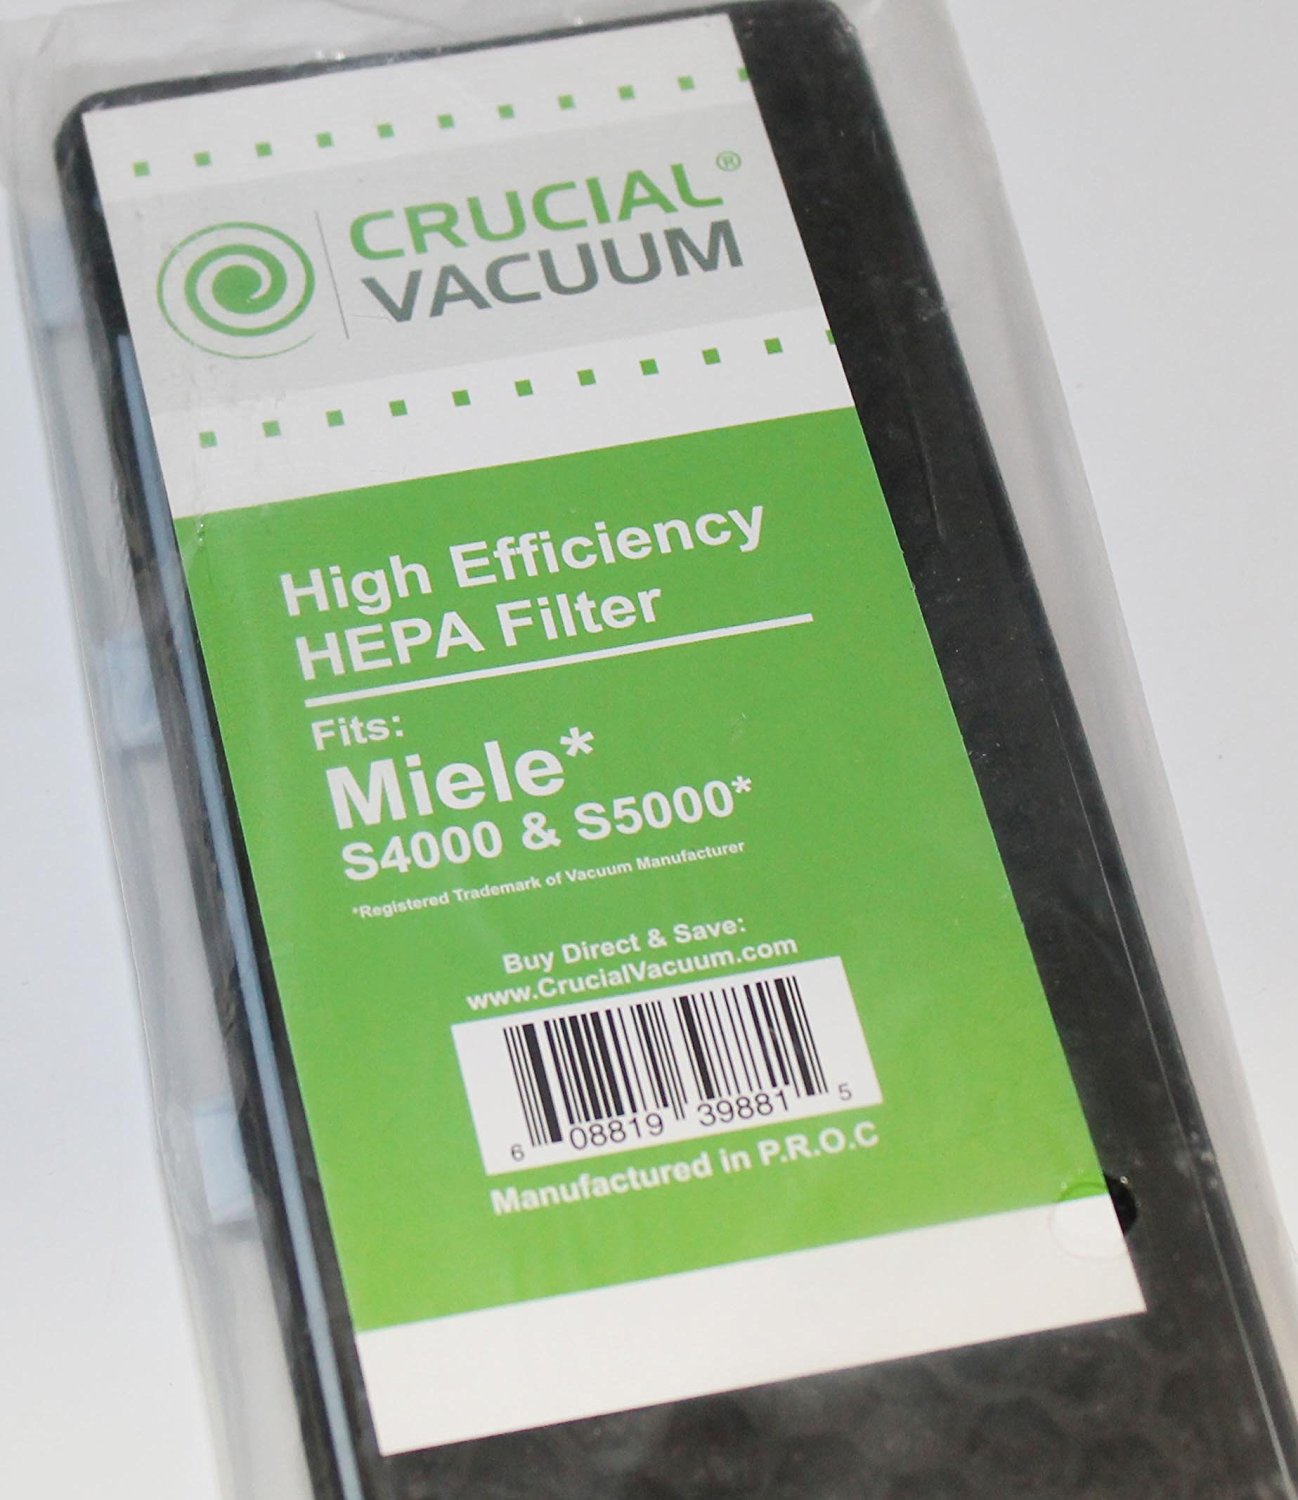 CRUCIAL®
VACUUM
High Efficiency
HEPA Filter
Fits:
Miele*
S4000 & S5000*
*Registered Trademark of Vacuum Manufacturer
Buy Direct & Save:
www.CrucialVacuum.com
6 08819 39881 5
Manufactured in P.R.O.C